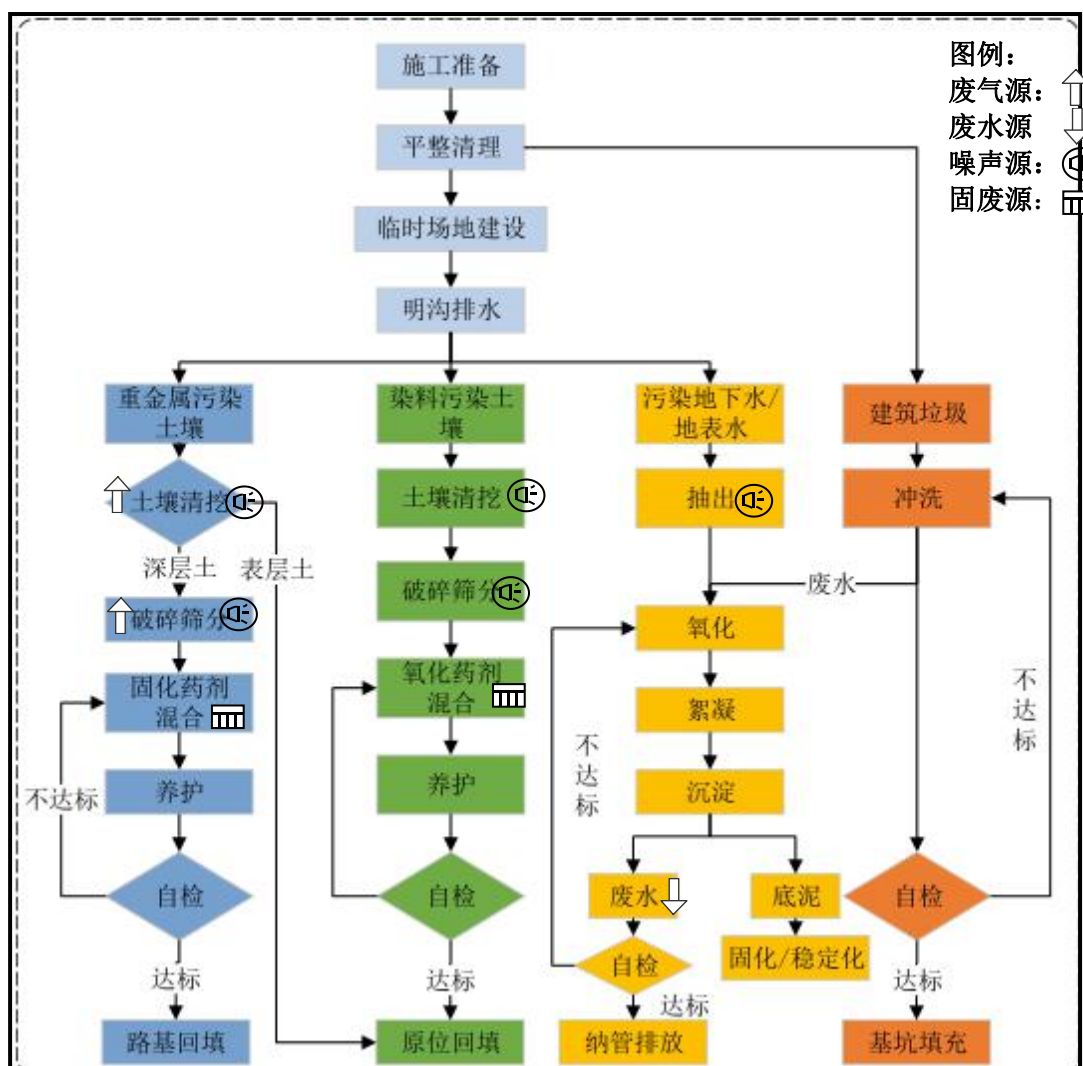 施工准备
图例：
废气源：
平整清理
废水源
噪声源：
固废源：
临时场地建设
明沟排水
重金属污染
土壤
染料污染土
壤
污染地下水/
地表水
建筑垃圾
土壤清挖
土壤清挖
抽出
冲洗
深层土
表层土
废水
破碎筛分
破碎筛分
氧化
固化药剂
混合
氧化药剂
混合
絮凝
不达标
不达标
养护
养护
沉淀
不达标
自检
自检
废水
底泥
自检
自检
固化/稳定化
达标
达标
达标
达标
路基回填
原位回填
纳管排放
基坑填充